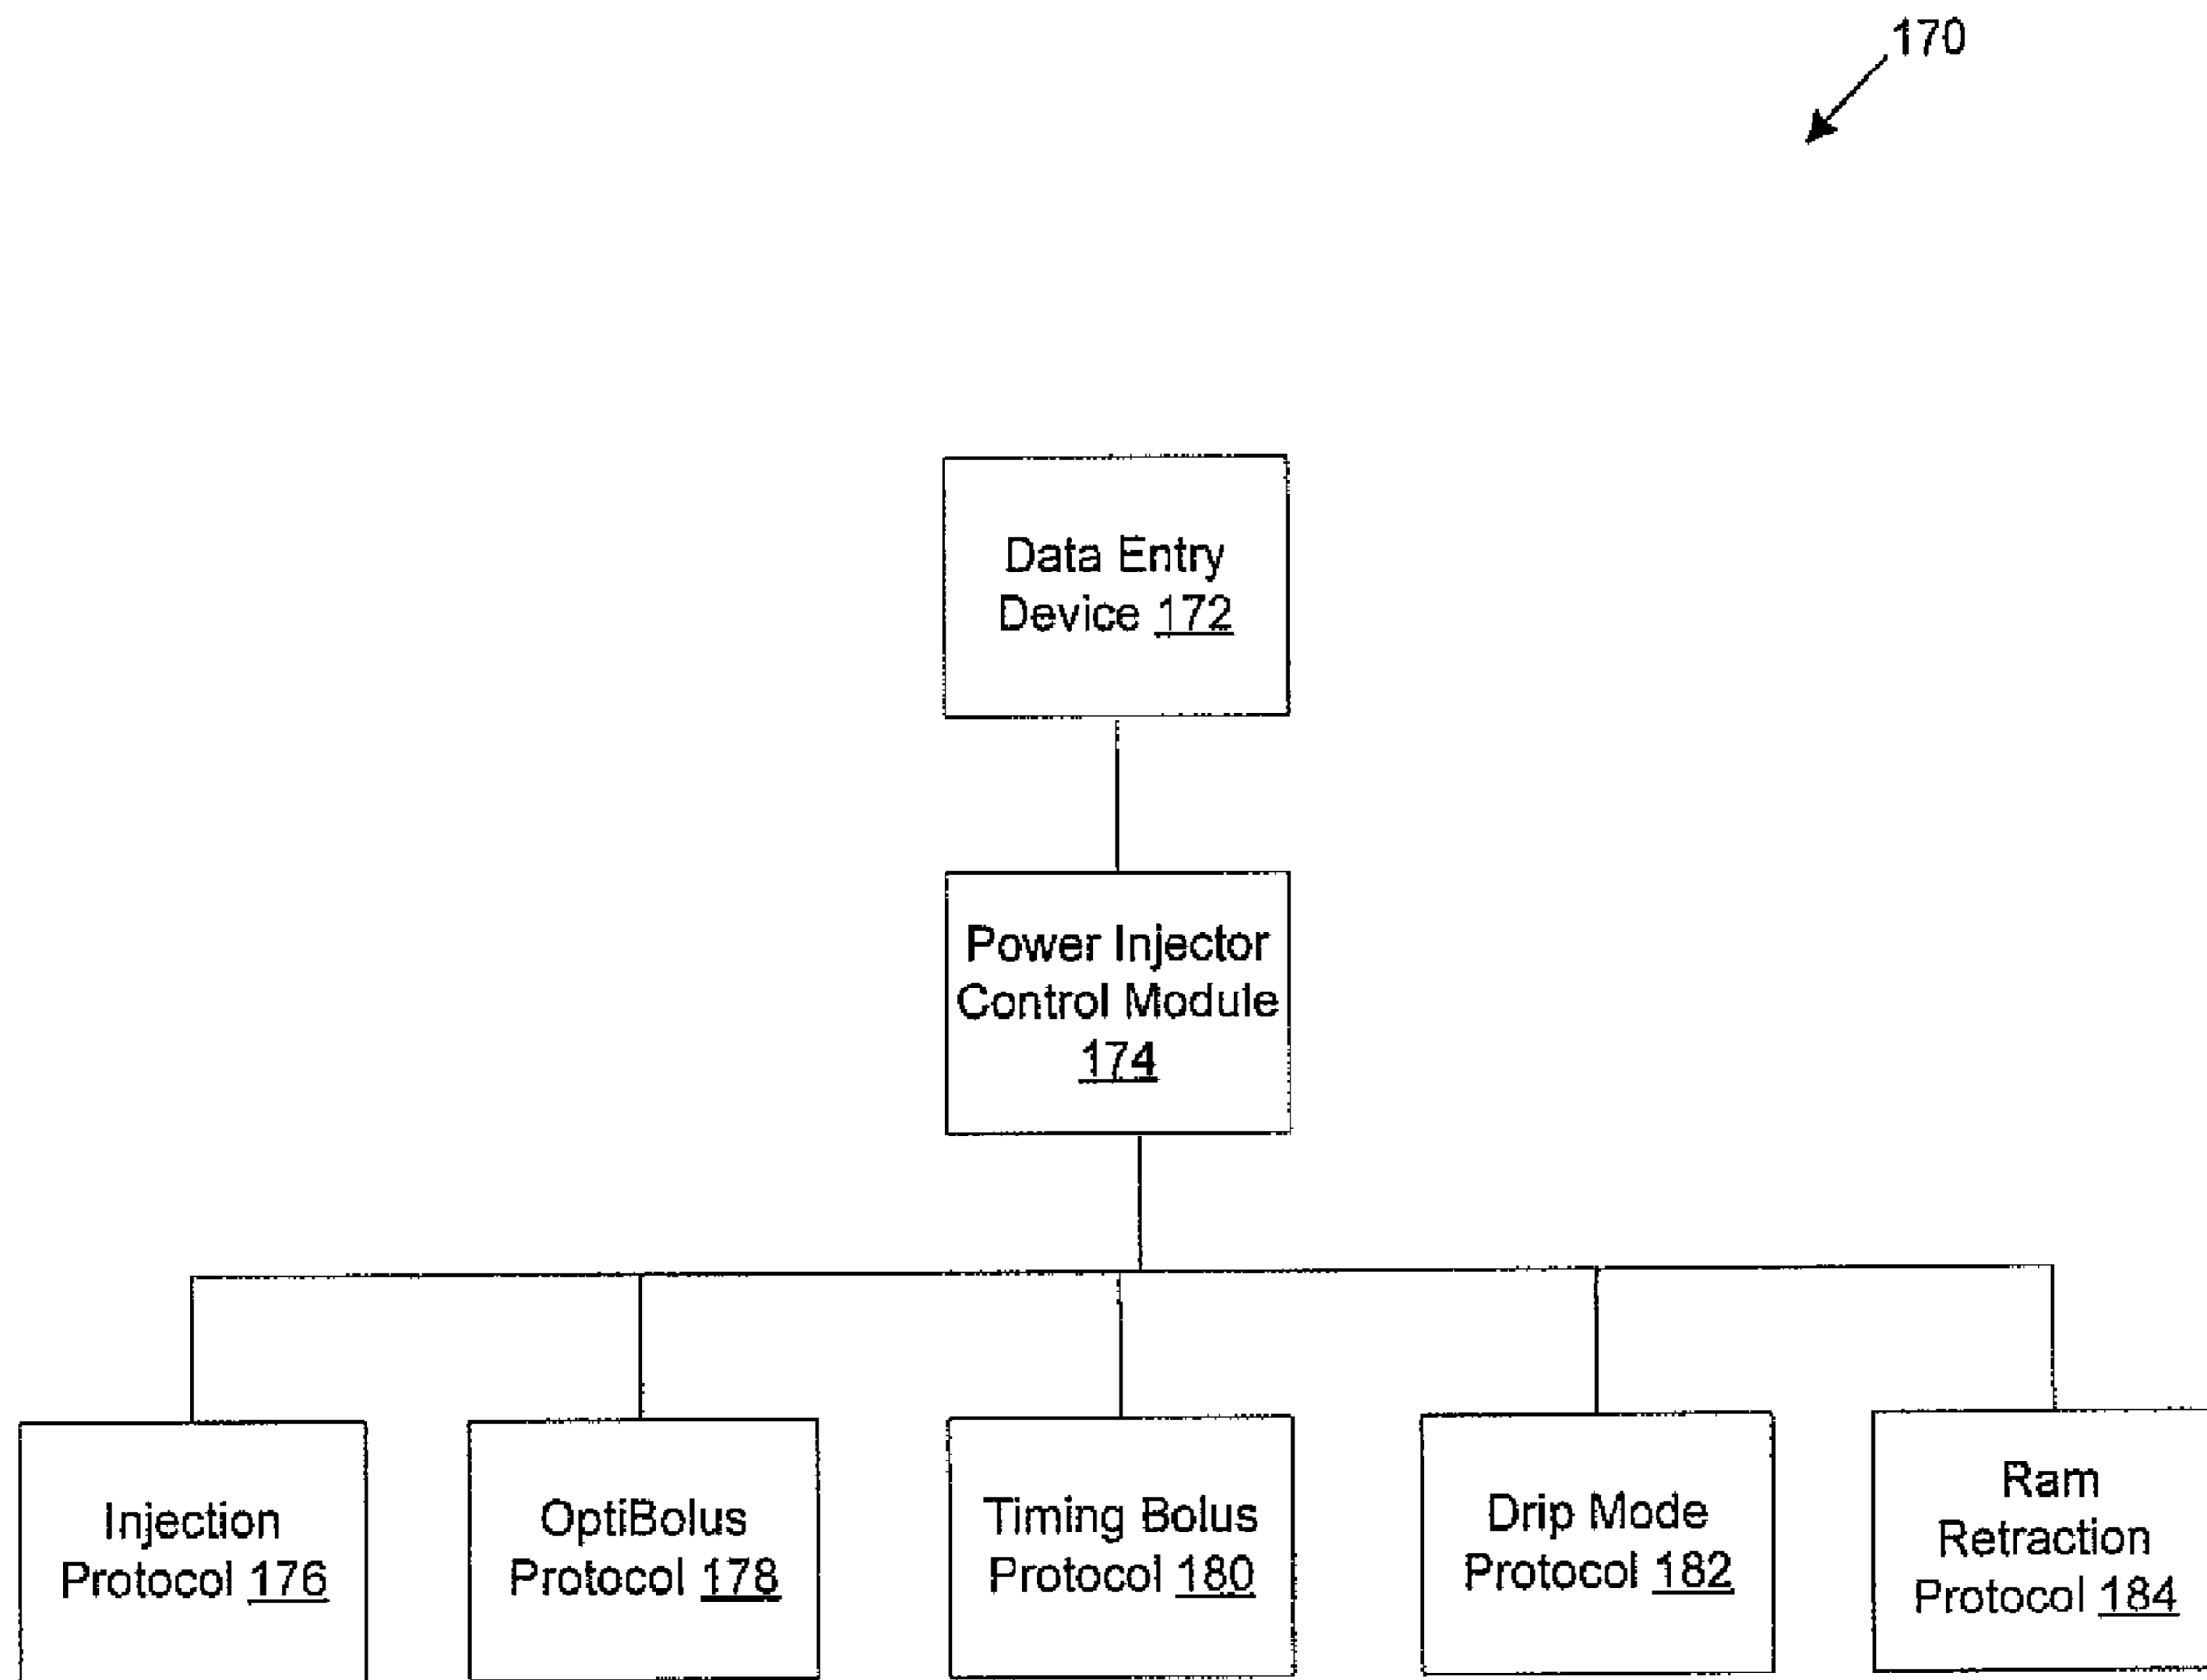 170
Data Entry
Device 172
Power Injector
Control Module
174
Injection
Protocol 176
OptiBolus
Protocol 178
Timing Bolus
Protocol 180
Drip Mode
Protocol 182
Ram
Retraction
Protocol 184